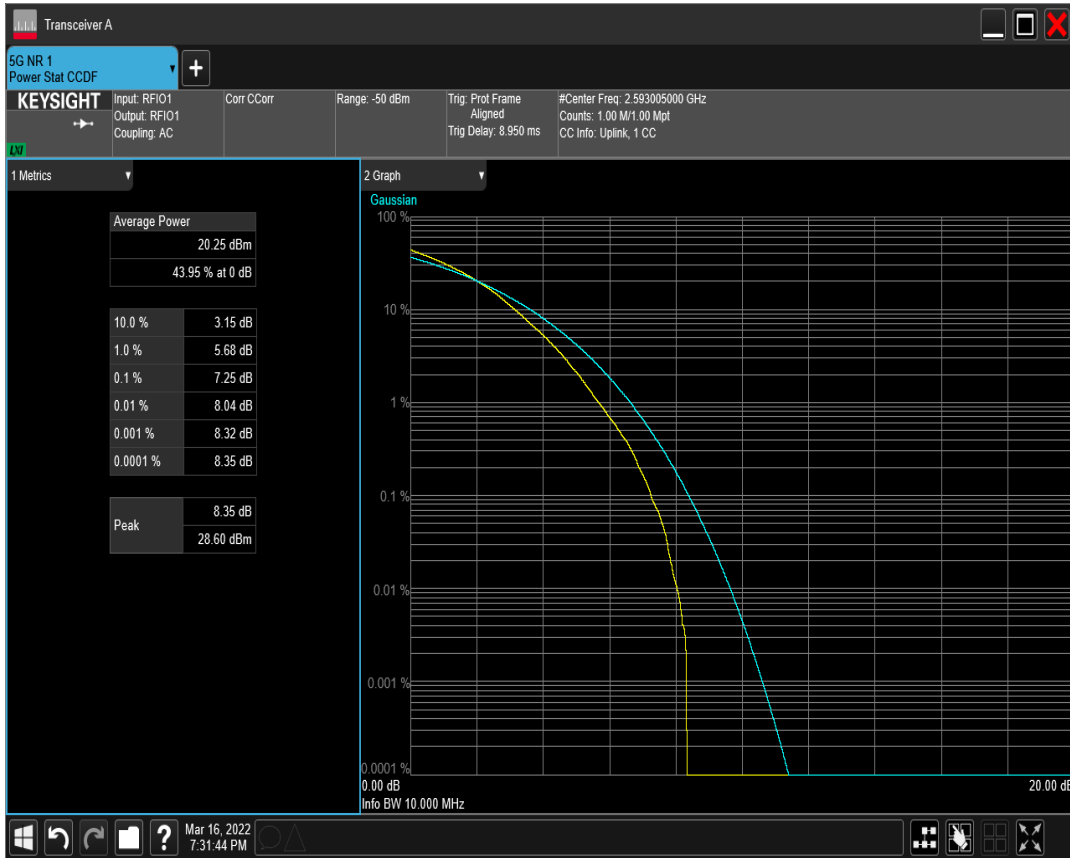 Transceiver A
5G NR 1
Power Stat CCDF
+
KEYSIGHT
LXI
Input: RFIO1
Output: RFIO1
Coupling: AC
Corr CCorr
Range: -50 dBm
Trig: Prot Frame
Aligned
Trig Delay: 8.950 ms
#Center Freq: 2.593005000 GHz
Counts: 1.00 M/1.00 Mpt
CC Info: Uplink, 1 CC
1 Metrics
Average Power
20.25 dBm
43.95 % at 0 dB
10.0 % 3.15 dB
1.0 % 5.68 dB
0.1 % 7.25 dB
0.01 % 8.04 dB
0.001 % 8.32 dB
0.0001 % 8.35 dB
Peak 8.35 dB
28.60 dBm
2 Graph
Gaussian
100 %
10 %
1 %
0.1 %
0.01 %
0.001 %
0.0001 %
0.00 dB 20.00 dB
Info BW 10.000 MHz
?
Mar 16, 2022
7:31:44 PM